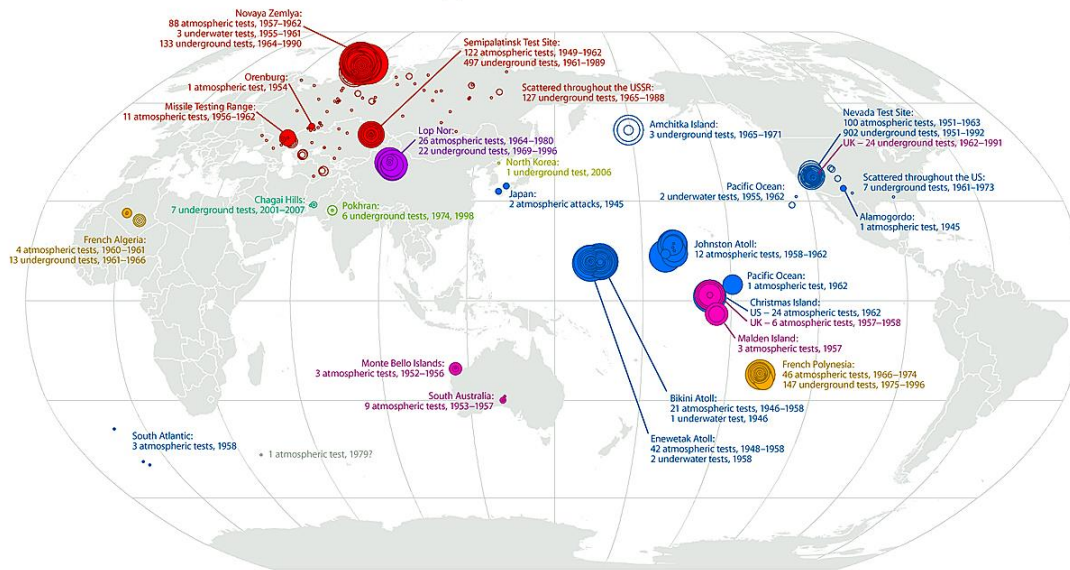 Novaya Zemlya:
88 atmospheric tests, 1957–1962
3 underwater tests, 1955–1961
133 underground tests, 1964–1990
Semipalatinsk Test Site:
122 atmospheric tests, 1949–1962
497 underground tests, 1961–1989
Orenburg:
1 atmospheric test, 1954
Scattered throughout the USSR:
127 underground tests, 1965–1988
Missile Testing Range:
11 atmospheric tests, 1956–1962
Lop Nor:
26 atmospheric tests, 1964–1980
22 underground tests, 1969–1996
Amchitka Island:
3 underground tests, 1965–1971
Nevada Test Site:
100 atmospheric tests, 1951–1963
902 underground tests, 1951–1992
UK – 24 underground tests, 1962–1991
North Korea:
1 underground test, 2006
Scattered throughout the US:
7 underground tests, 1961–1973
Pacific Ocean:
2 underwater tests, 1955, 1962
Japan:
2 atmospheric attacks, 1945
Chagai Hills:
7 underground tests, 2001–2007
Pokhran:
6 underground tests, 1974, 1998
Alamogordo:
1 atmospheric test, 1945
French Algeria:
4 atmospheric tests, 1960–1961
13 underground tests, 1961–1966
Johnston Atoll:
12 atmospheric tests, 1958–1962
Pacific Ocean:
1 atmospheric test, 1962
Christmas Island:
US – 24 atmospheric tests, 1962
UK – 6 atmospheric tests, 1957–1958
Malden Island:
3 atmospheric tests, 1957
Monte Bello Islands:
3 atmospheric tests, 1952–1956
French Polynesia:
46 atmospheric tests, 1966–1974
147 underground tests, 1975–1996
South Australia:
9 atmospheric tests, 1953–1957
Bikini Atoll:
21 atmospheric tests, 1946–1958
1 underwater test, 1946
South Atlantic:
3 atmospheric tests, 1958
Enewetak Atoll:
42 atmospheric tests, 1948–1958
2 underwater tests, 1958
1 atmospheric test, 1979?